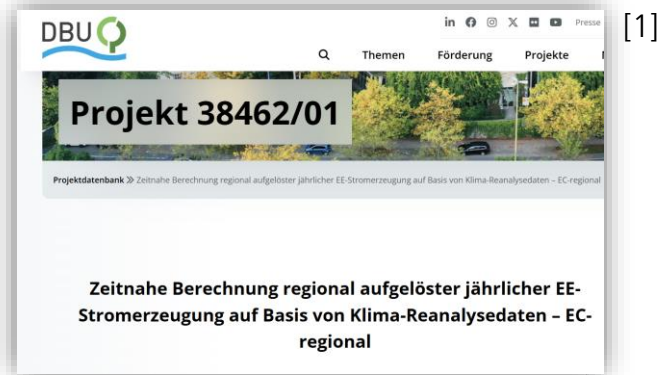 DBU
Presse
[1]
Themen Förderung Projekte
Projekt 38462/01
Projektdatenbank » Zeitnahe Berechnung regional aufgelöster jährlicher EE-Stromerzeugung auf Basis von Klima-Reanalysedaten – EC-regional
Zeitnahe Berechnung regional aufgelöster jährlicher EE-
Stromerzeugung auf Basis von Klima-Reanalysedaten – EC-
regional